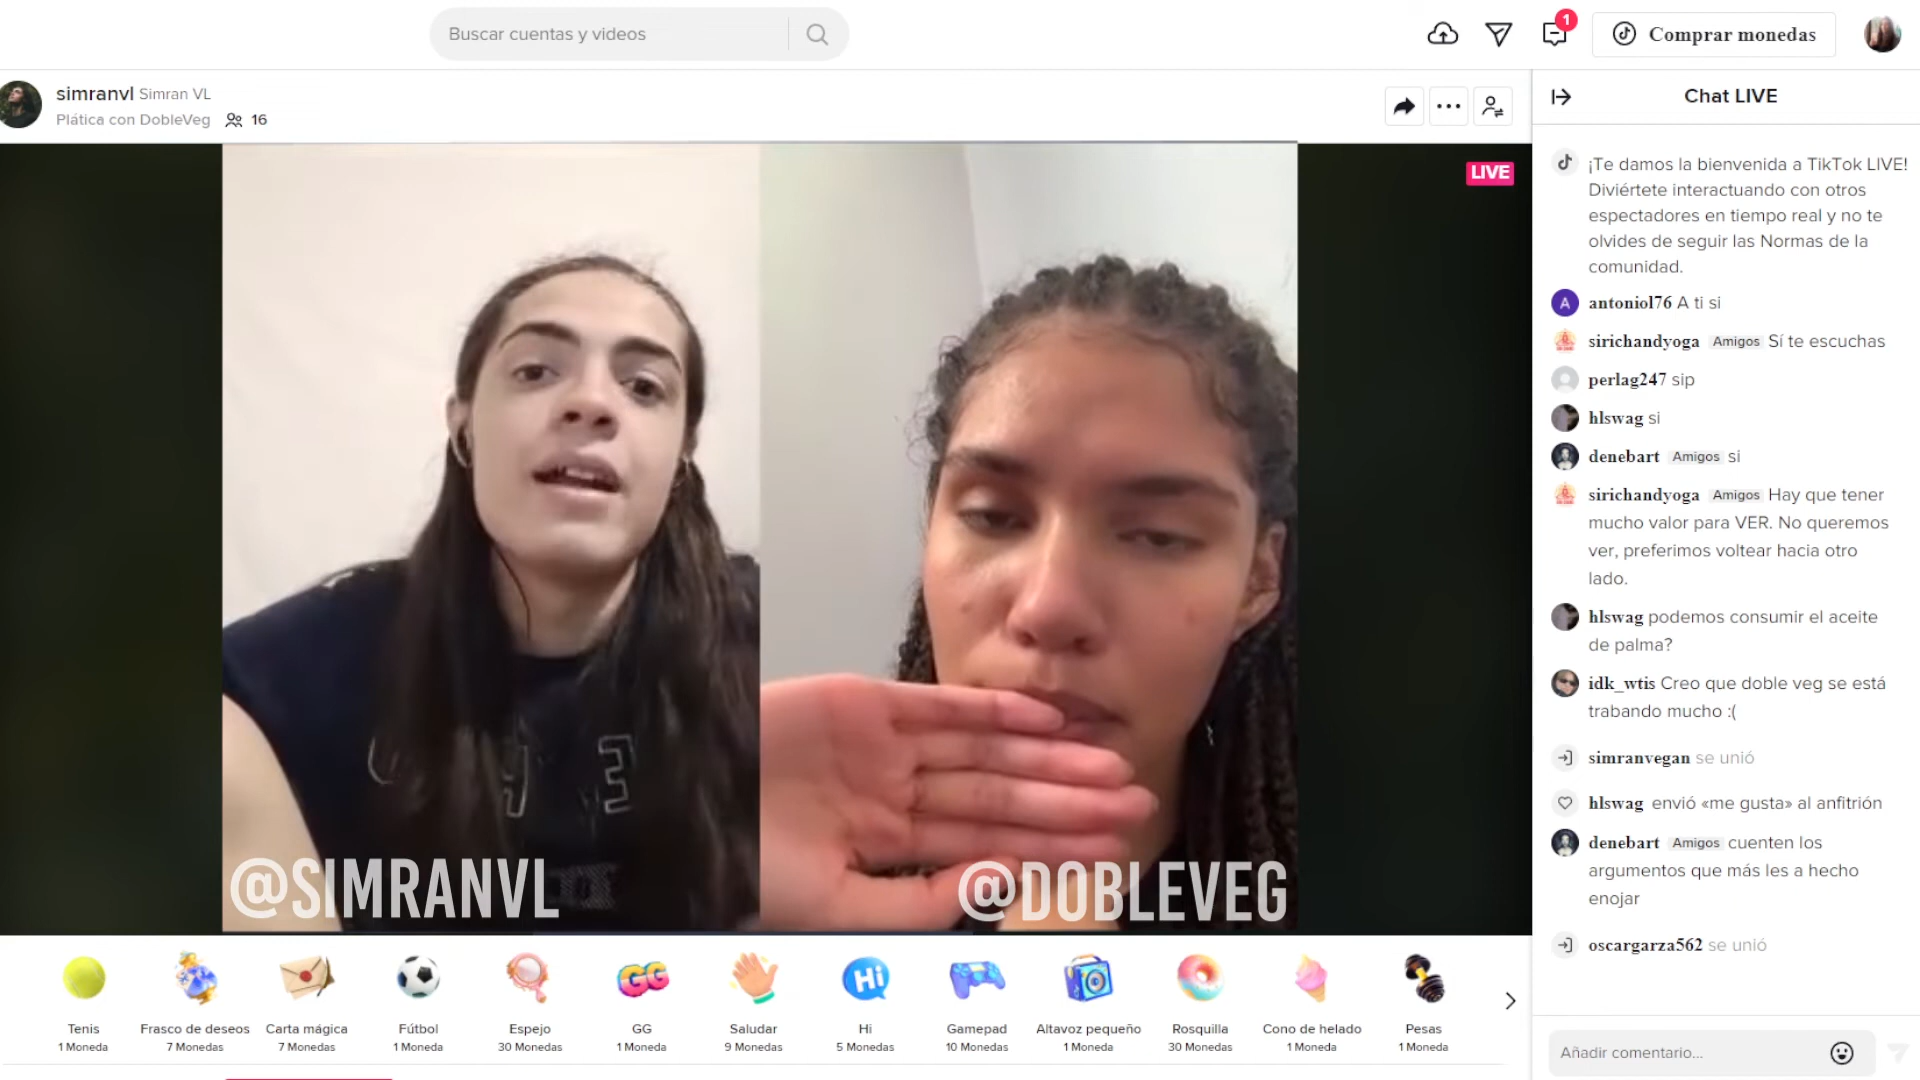 Buscar cuentas y videos
1
Comprar monedas
simranvl Simran VL
Plática con DobleVeg 16
LIVE
@SIMRANVL
@DOBLEVEG
Tenis
1 Moneda
Frasco de deseos
7 Monedas
Carta mágica
7 Monedas
Fútbol
1 Moneda
Espejo
30 Monedas
GG
GG
1 Moneda
Saludar
9 Monedas
Hi
Hi
5 Monedas
Gamepad
10 Monedas
Altavoz pequeño
1 Moneda
Rosquilla
30 Monedas
Cono de helado
1 Moneda
Pesas
1 Moneda
Chat LIVE
¡Te damos la bienvenida a TikTok LIVE!
Diviértete interactuando con otros
espectadores en tiempo real y no te
olvides de seguir las Normas de la
comunidad.
A antoniol76 A ti si
sirichandyoga Amigos Sí te escuchas
perlag247 sip
hlswag si
denebart Amigos si
sirichandyoga Amigos Hay que tener
mucho valor para VER. No queremos
ver, preferimos voltear hacia otro
lado.
hlswag podemos consumir el aceite
de palma?
idk_wtis Creo que doble veg se está
trabando mucho :(
simranvegan se unió
hlswag envió «me gusta» al anfitrión
denebart Amigos cuenten los
argumentos que más les a hecho
enojar
oscargarza562 se unió
Añadir comentario...